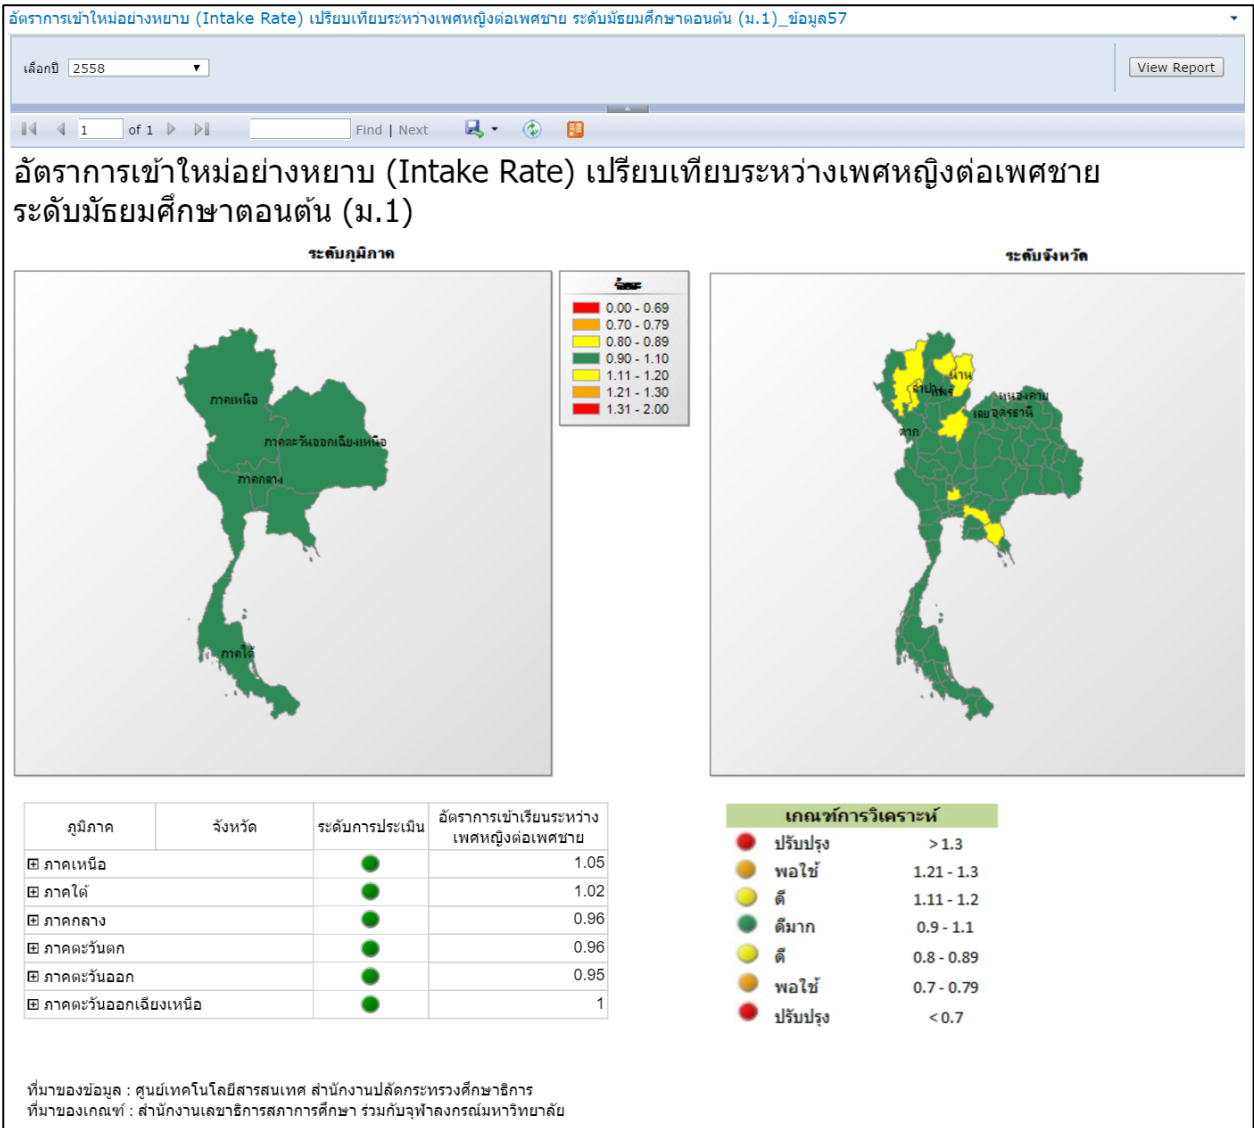 อัตราการเข้าใหม่อย่างหยาบ (Intake Rate) เปรียบเทียบระหว่างเพศหญิงต่อเพศชาย ระดับมัธยมศึกษาตอนต้น (ม.1)_ข้อมูล57
เลือกปี 2558
View Report
1 of 1 Find | Next
อัตราการเข้าใหม่อย่างหยาบ (Intake Rate) เปรียบเทียบระหว่างเพศหญิงต่อเพศชาย
ระดับมัธยมศึกษาตอนต้น (ม.1)
ระดับภูมิภาค
ภาคเหนือ
ภาคตะวันออกเฉียงเหนือ
ภาคกลาง
ภาคใต้
0.00 - 0.69
0.70 - 0.79
0.80 - 0.89
0.90 - 1.10
1.11 - 1.20
1.21 - 1.30
1.31 - 2.00
ระดับจังหวัด
น่าน
ลำปาง
แพร่
หนองคาย
เลย อุดรธานี
ตาก
ภูมิภาค จังหวัด ระดับการประเมิน อัตราการเข้าเรียนระหว่าง
เพศหญิงต่อเพศชาย
ภาคเหนือ 1.05
ภาคใต้ 1.02
ภาคกลาง 0.96
ภาคตะวันตก 0.96
ภาคตะวันออก 0.95
ภาคตะวันออกเฉียงเหนือ 1
เกณฑ์การวิเคราะห์
ปรับปรุง >1.3
พอใช้ 1.21 - 1.3
ดี 1.11 - 1.2
ดีมาก 0.9 - 1.1
ดี 0.8 - 0.89
พอใช้ 0.7 - 0.79
ปรับปรุง <0.7
ที่มาของข้อมูล : ศูนย์เทคโนโลยีสารสนเทศ สำนักงานปลัดกระทรวงศึกษาธิการ
ที่มาของเกณฑ์ : สำนักงานเลขาธิการสภาการศึกษา ร่วมกับจุฬาลงกรณ์มหาวิทยาลัย